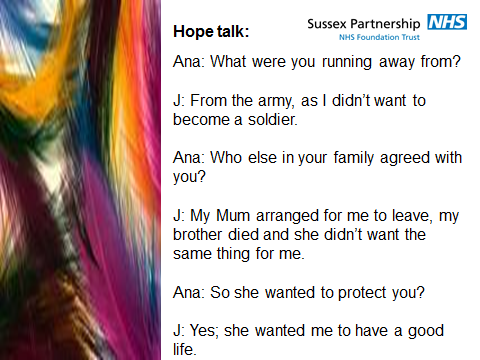 Hope talk:
Sussex Partnership NHS
NHS Foundation Trust
Ana: What were you running away from?
J: From the army, as I didn’t want to
become a soldier.
Ana: Who else in your family agreed with
you?
J: My Mum arranged for me to leave, my
brother died and she didn’t want the
same thing for me.
Ana: So she wanted to protect you?
J: Yes; she wanted me to have a good
life.